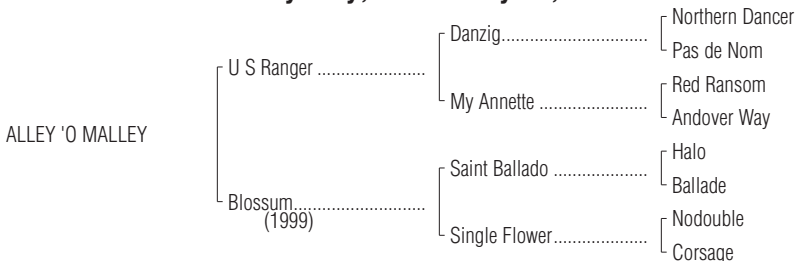 Northern Dancer
Danzig..............................
Pas de Nom
U S Ranger ......................
Red Ransom
My Annette ......................
Andover Way
ALLEY 'O MALLEY
Halo
Saint Ballado ...................
Ballade
Blossum...........................
(1999)
Nodouble
Single Flower...................
Corsage